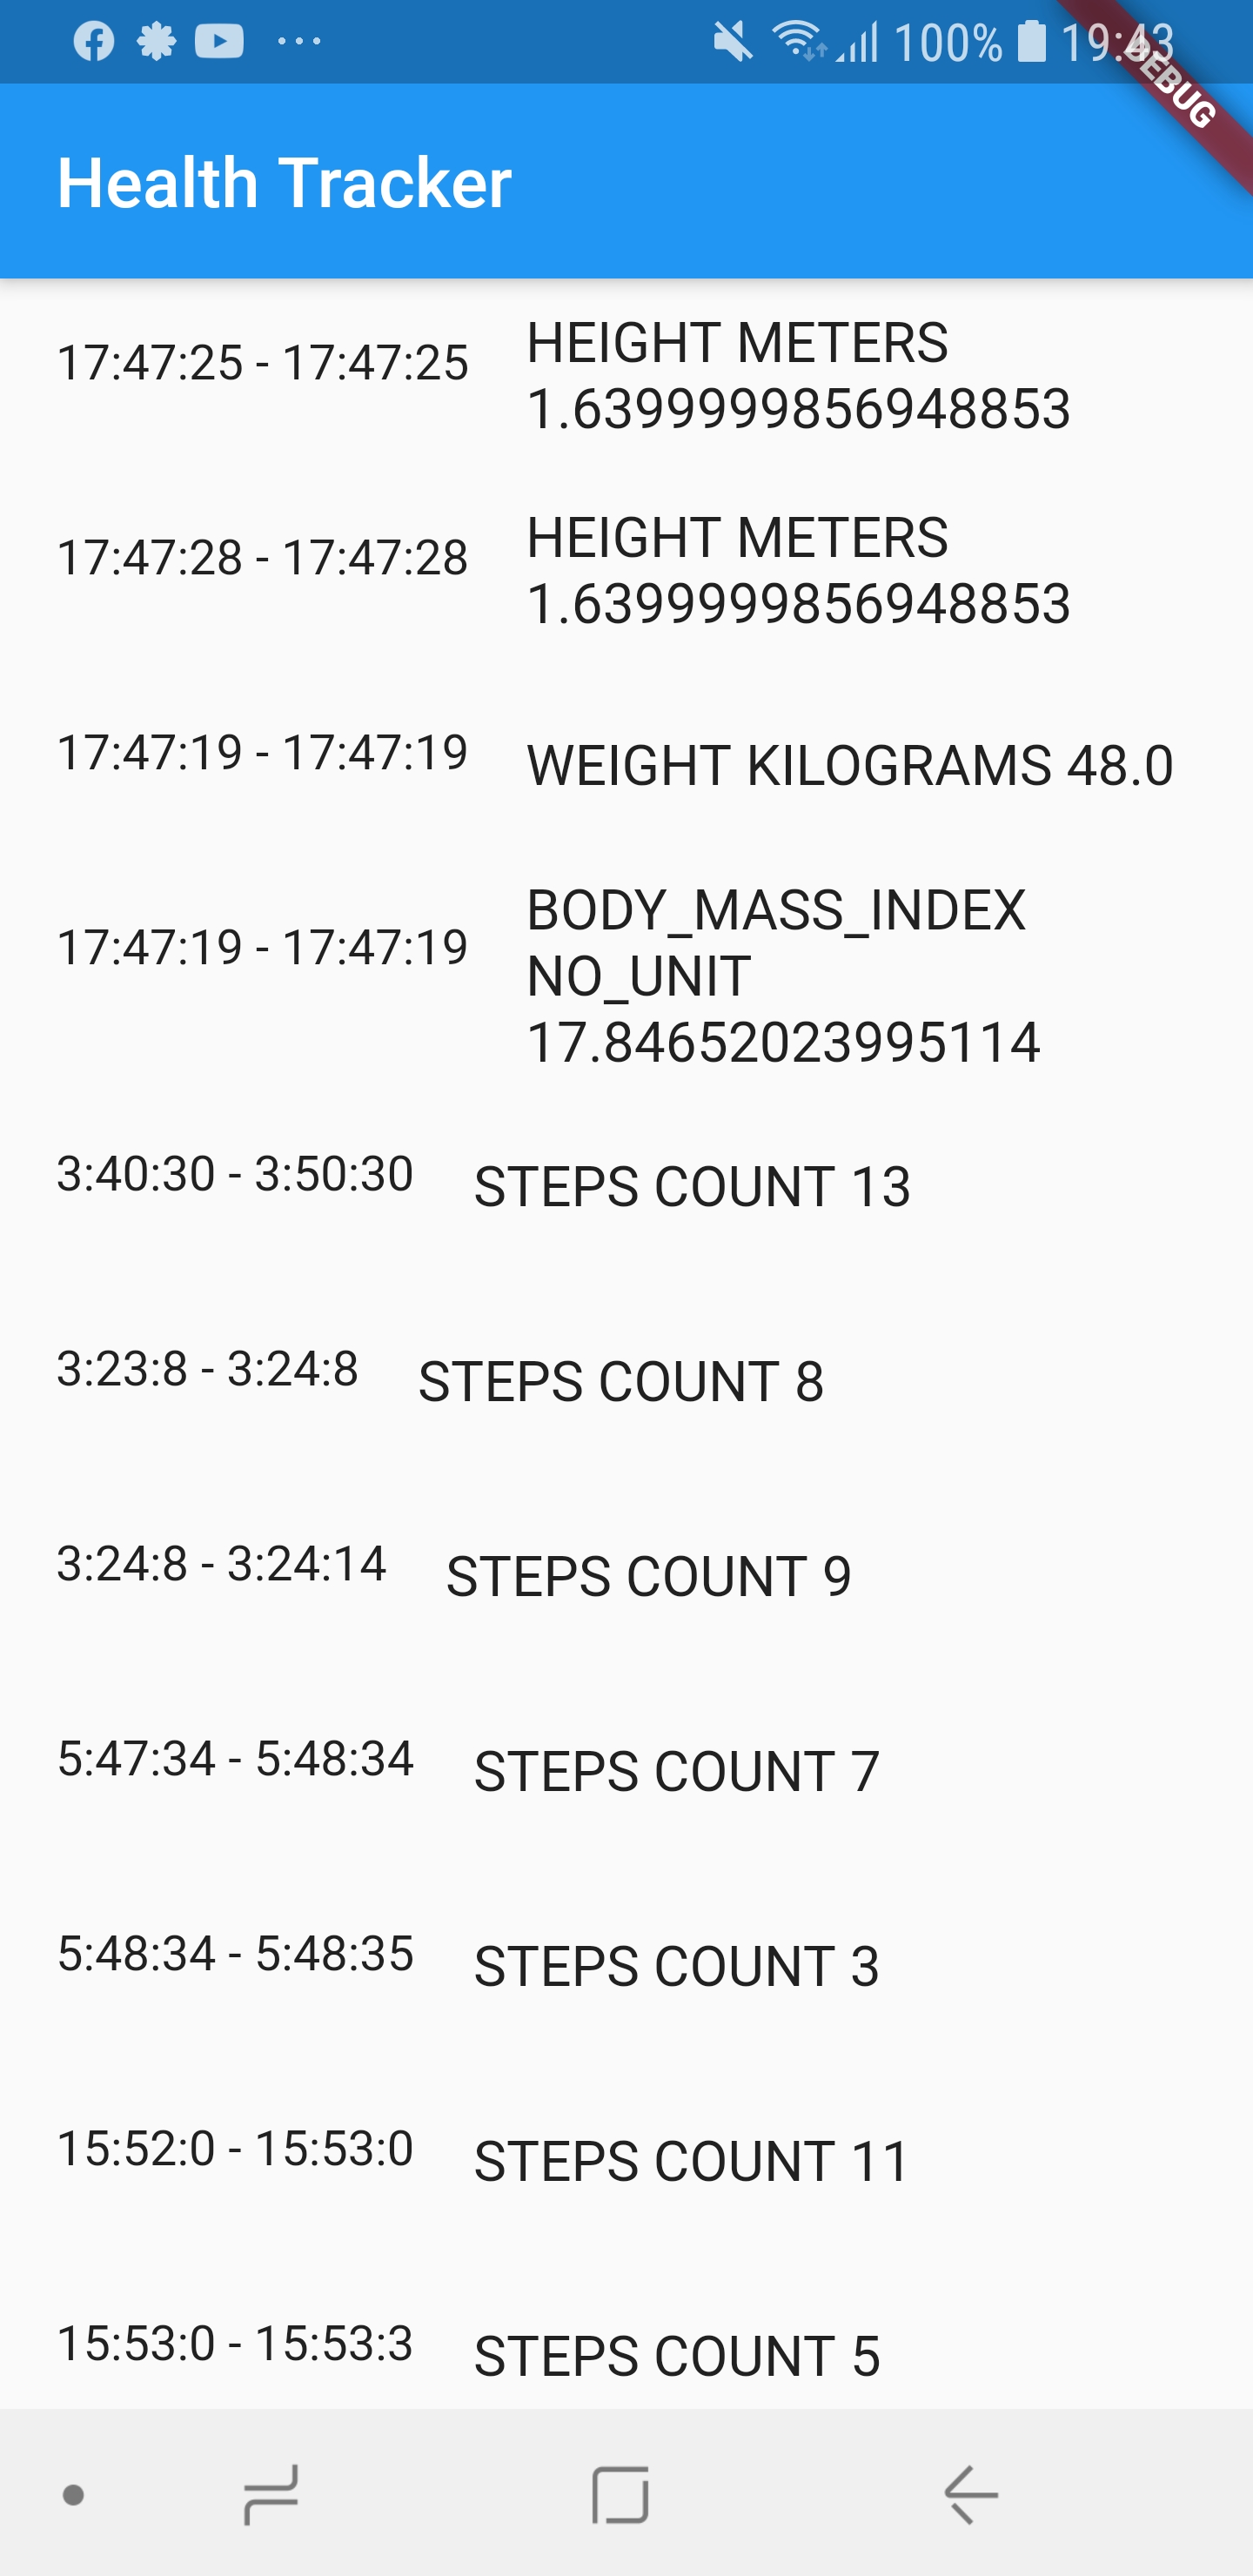 100% 19:43
DEBUG
Health Tracker
17:47:25 - 17:47:25
HEIGHT METERS
1.6399999856948853
17:47:28 - 17:47:28
HEIGHT METERS
1.6399999856948853
17:47:19 - 17:47:19
WEIGHT KILOGRAMS 48.0
17:47:19 - 17:47:19
BODY_MASS_INDEX
NO_UNIT
17.84652023995114
3:40:30 - 3:50:30
STEPS COUNT 13
3:23:8 - 3:24:8
STEPS COUNT 8
3:24:8 - 3:24:14
STEPS COUNT 9
5:47:34 - 5:48:34
STEPS COUNT 7
5:48:34 - 5:48:35
STEPS COUNT 3
15:52:0 - 15:53:0
STEPS COUNT 11
15:53:0 - 15:53:3
STEPS COUNT 5